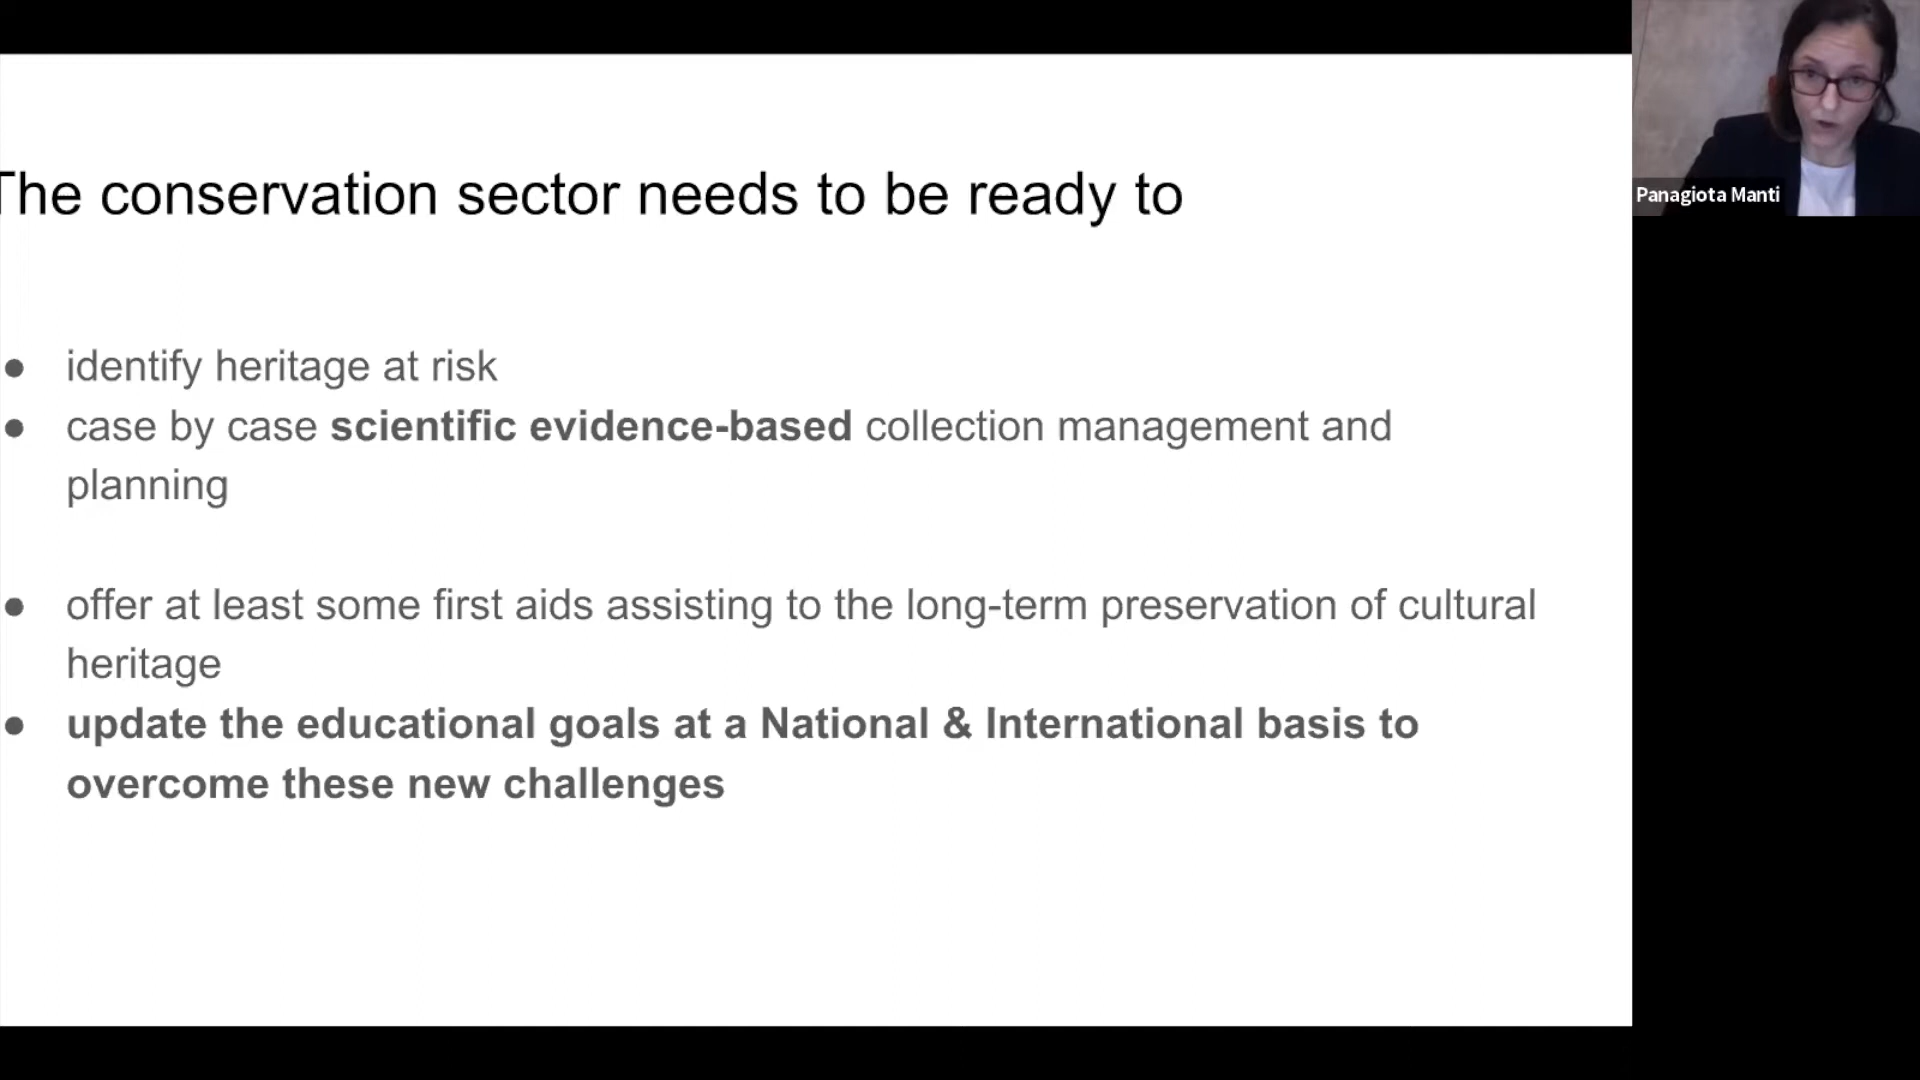 The conservation sector needs to be ready to
Panagiota Manti
● identify heritage at risk
● case by case scientific evidence-based collection management and
planning
● offer at least some first aids assisting to the long-term preservation of cultural
heritage
● update the educational goals at a National & International basis to
overcome these new challenges